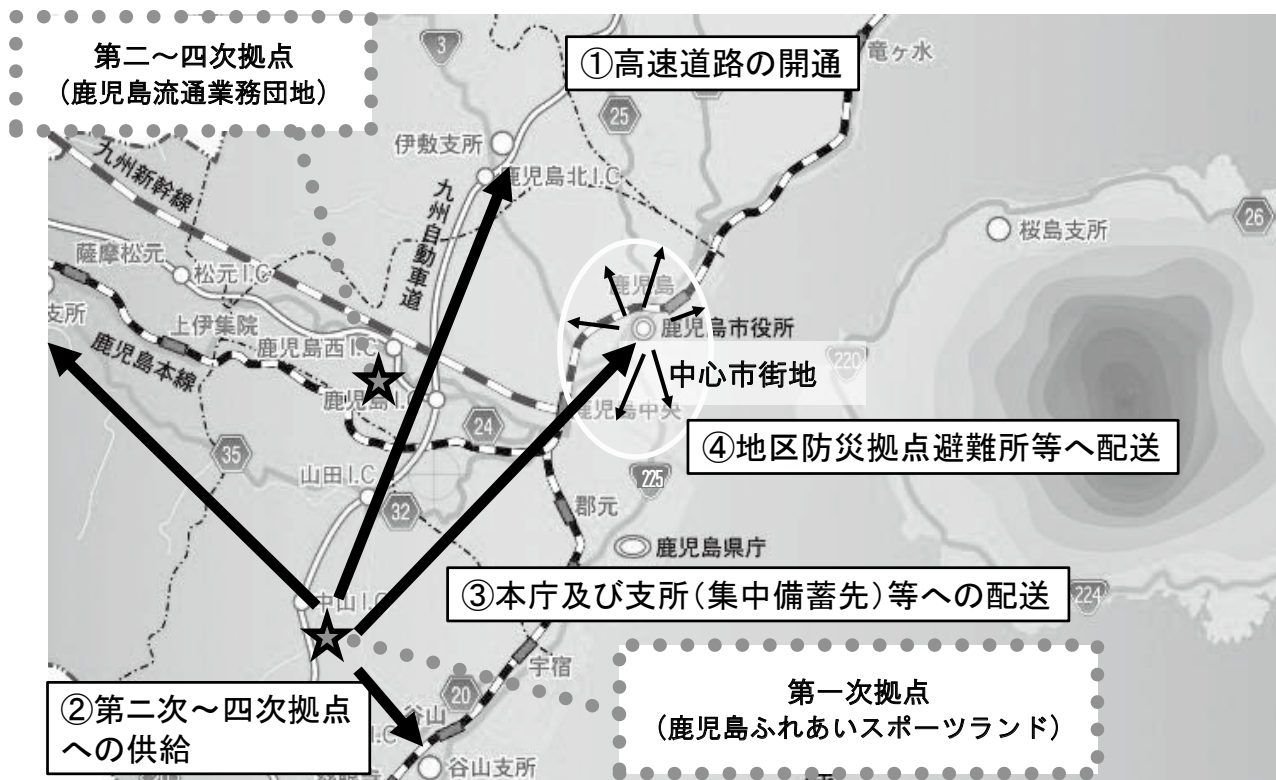 第二～四次拠点
（鹿児島流通業務団地）
①高速道路の開通
竜ヶ水
3
25
伊敷支所
鹿児島北I.C
九州新幹線
九州自動車道
26
桜島支所
薩摩松元
松元I.C
鹿児島
支所
上伊集院
鹿児島西I.C
鹿児島市役所
鹿児島本線
中心市街地
220
鹿児島I.C
鹿児島中央
24
④地区防災拠点避難所等へ配送
35
山田I.C
225
32
郡元
鹿児島県庁
③本庁及び支所（集中備蓄先）等への配送
224
中山I.C
宇宿
第一次拠点
（鹿児島ふれあいスポーツランド）
②第二次～四次拠点
への供給
20
谷山
I.C
谷山支所